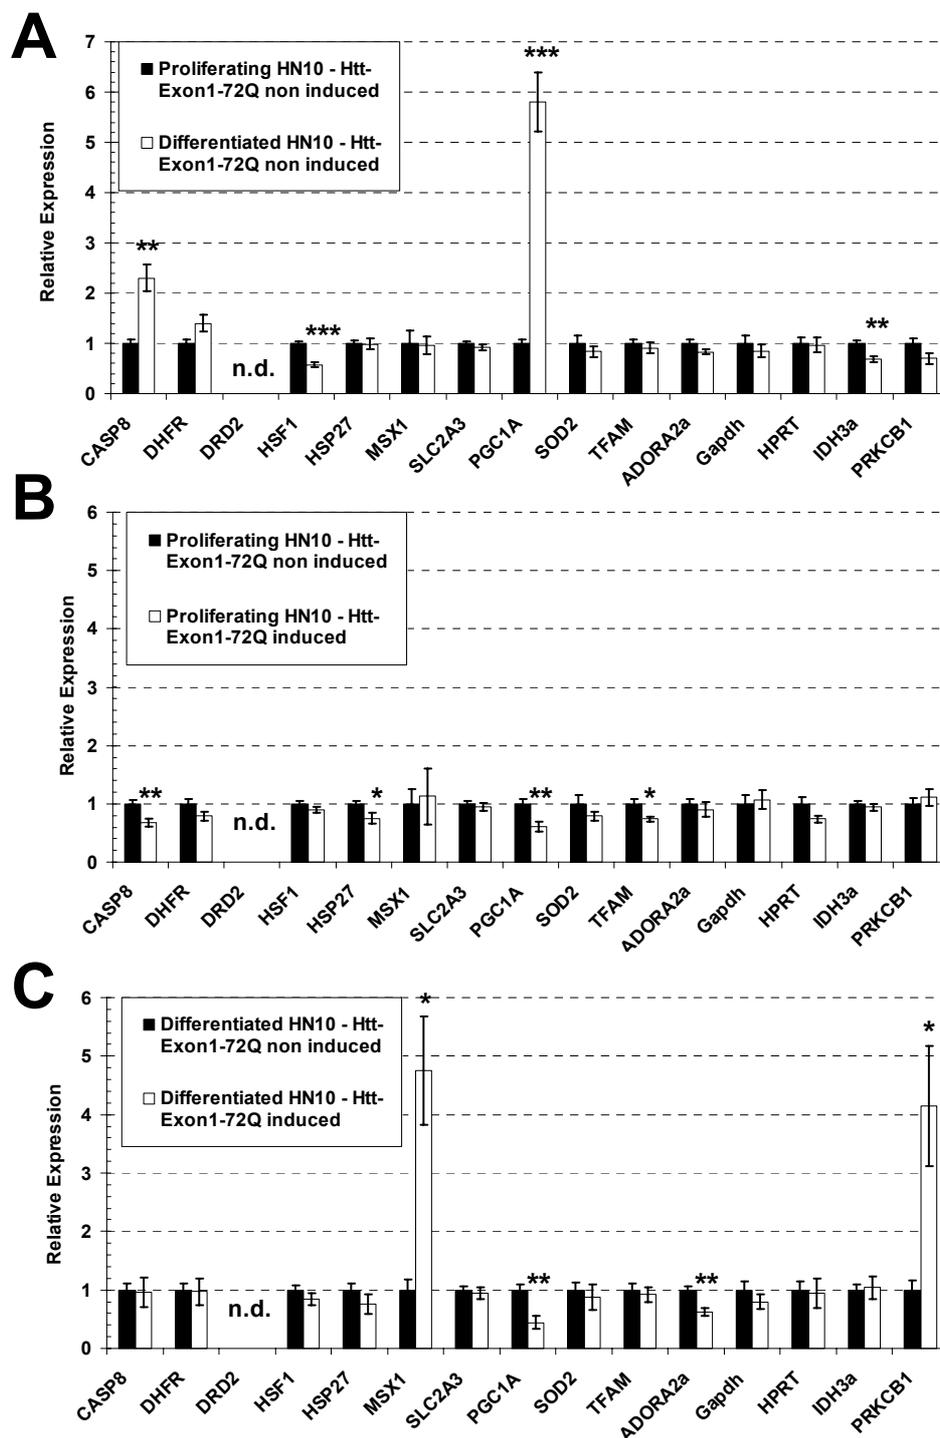 A
7
6
5
4
3
2
1
0
Relative Expression
Proliferating HN10 - Htt-
Exon1-72Q non induced
Differentiated HN10 - Htt-
Exon1-72Q non induced
**
n.d.
***
***
**
CASP8 DHFR DRD2 HSF1 HSP27 MSX1 SLC2A3 PGC1A SOD2 TFAM ADORA2a Gapdh HPRT IDH3a PRKCB1
B
6
5
4
3
2
1
0
Relative Expression
Proliferating HN10 - Htt-
Exon1-72Q non induced
Proliferating HN10 - Htt-
Exon1-72Q induced
**
n.d.
*
**
*
CASP8 DHFR DRD2 HSF1 HSP27 MSX1 SLC2A3 PGC1A SOD2 TFAM ADORA2a Gapdh HPRT IDH3a PRKCB1
C
6
5
4
3
2
1
0
Relative Expression
Differentiated HN10 - Htt-
Exon1-72Q non induced
Differentiated HN10 - Htt-
Exon1-72Q induced
n.d.
*
**
**
*
CASP8 DHFR DRD2 HSF1 HSP27 MSX1 SLC2A3 PGC1A SOD2 TFAM ADORA2a Gapdh HPRT IDH3a PRKCB1